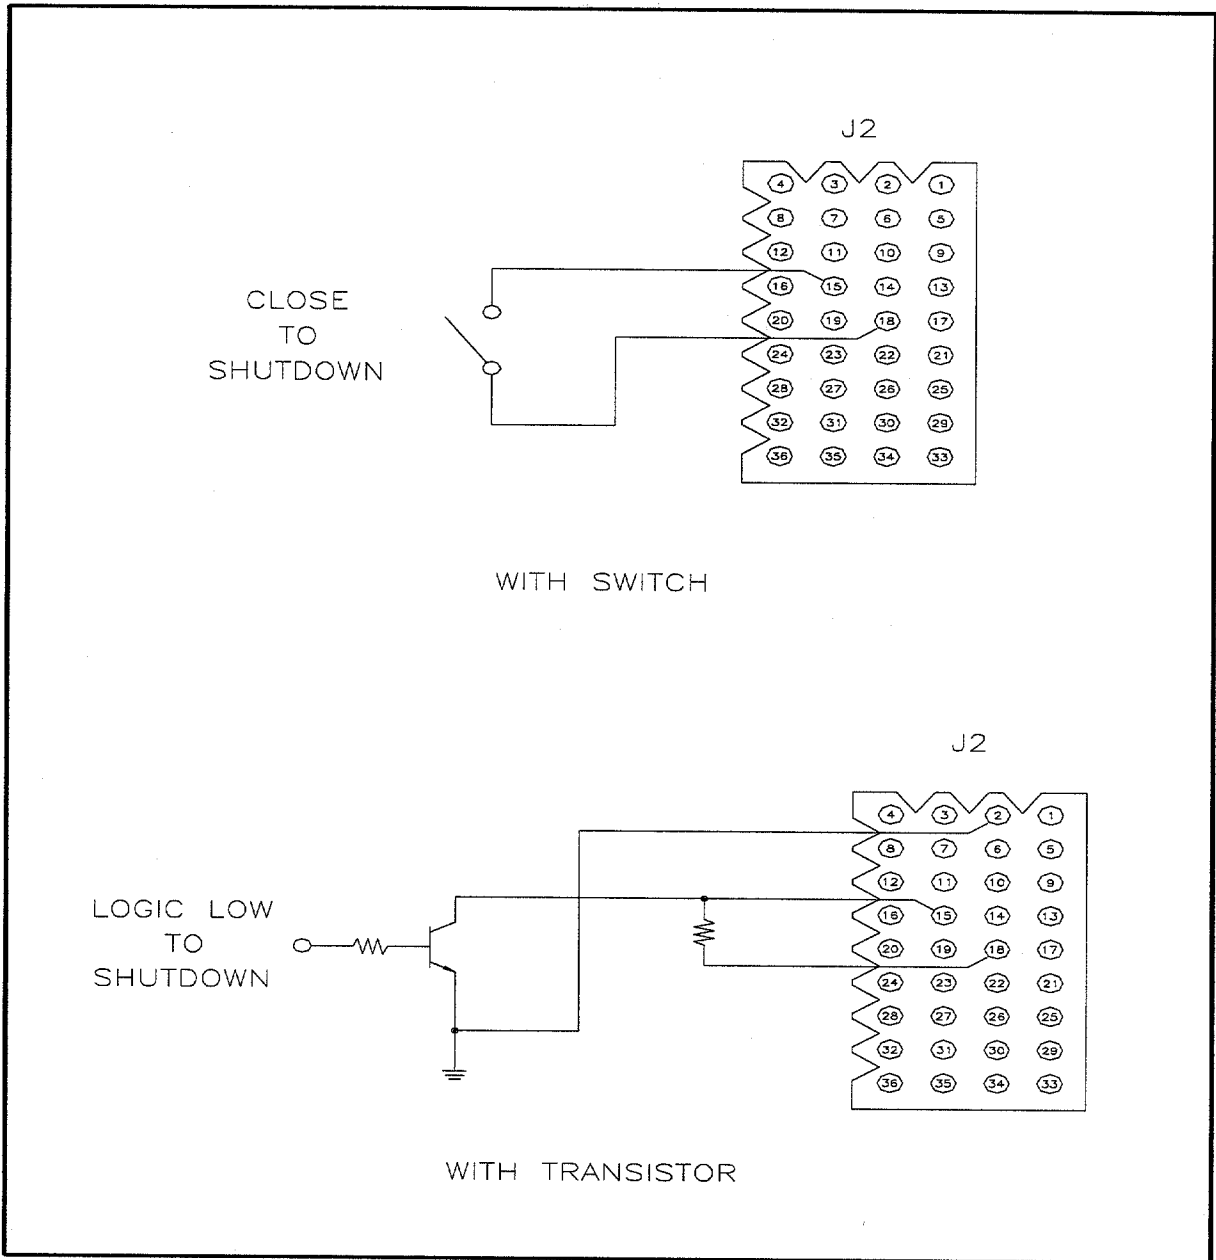 J2
4 3 2 1
8 7 6 5
12 11 10 9
16 15 14 13
20 19 18 17
24 23 22 21
28 27 26 25
32 31 30 29
36 35 34 33
CLOSE
TO
SHUTDOWN
WITH SWITCH
J2
4 3 2 1
8 7 6 5
12 11 10 9
16 15 14 13
20 19 18 17
24 23 22 21
28 27 26 25
32 31 30 29
36 35 34 33
LOGIC LOW
TO
SHUTDOWN
WITH TRANSISTOR